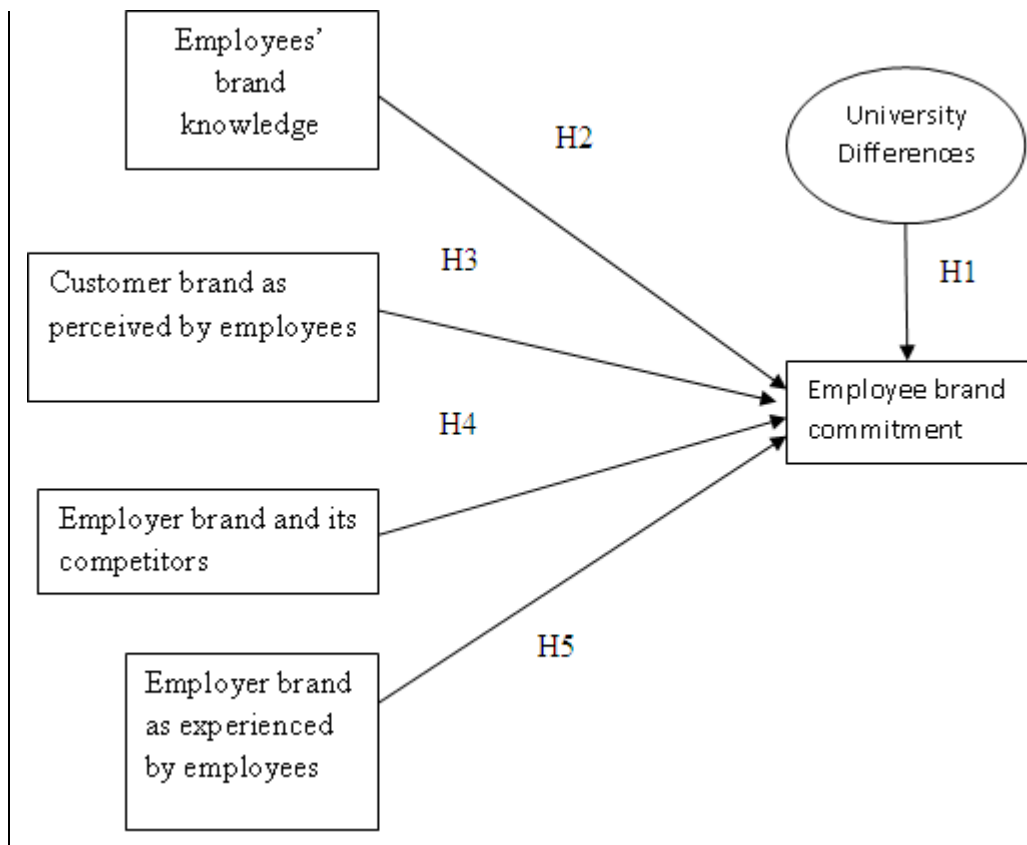 Employees’
brand
knowledge
H2
University
Differences
H3
H1
Customer brand as
perceived by employees
Employee brand
commitment
H4
Employer brand and its
competitors
H5
Employer brand
as experienced
by employees